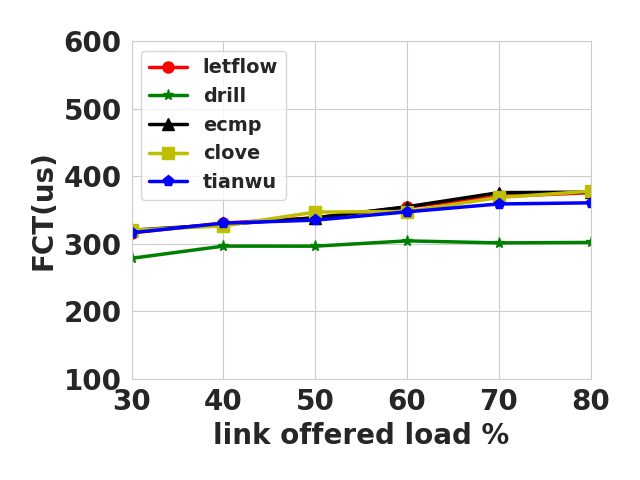 600
500
400
300
200
100
FCT(us)
letflow
drill
ecmp
clove
tianwu
30 40 50 60 70 80
link offered load %